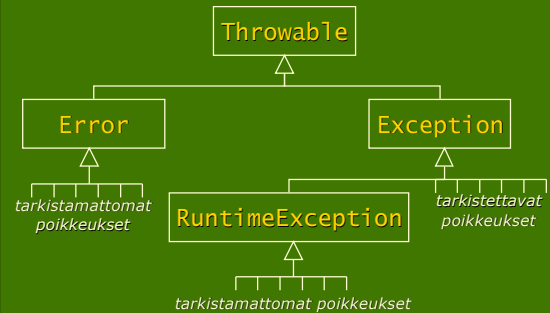 Throwable
Error
Exception
tarkistamattomat
poikkeukset
RuntimeException
tarkistettavat
poikkeukset
tarkistamattomat poikkeukset